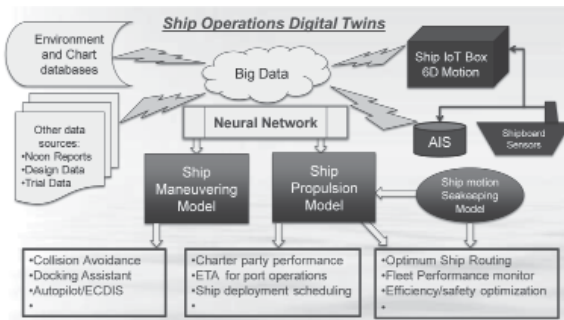 Ship Operations Digital Twins
Environment
and Chart
databases
Big Data
Ship IoT Box
6D Motion
Other data
sources:
•Noon Reports
•Design Data
•Trial Data
Neural Network
AIS
Shipboard
Sensors
Ship
Maneuvering
Model
Ship
Propulsion
Model
Ship motion
Seakeeping
Model
•Collision Avoidance
•Docking Assistant
•Autopilot/ECDIS
•
•Charter party performance
•ETA for port operations
•Ship deployment scheduling
•
•Optimum Ship Routing
•Fleet Performance monitor
•Efficiency/safety optimization
•